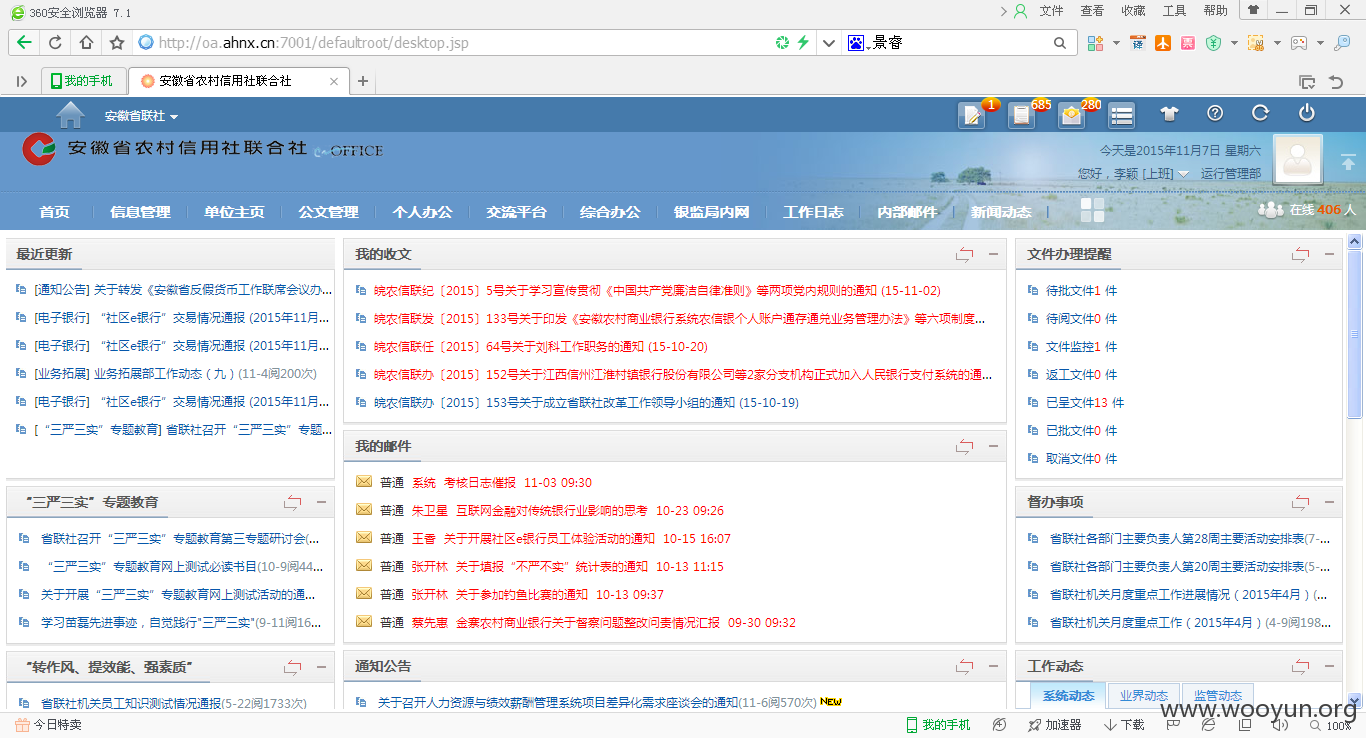 360安全浏览器 7.1
文件 查看 收藏 工具 帮助
http://oa.ahnx.cn:7001/defaultroot/desktop.jsp
景睿
译
票
我的手机
安徽省农村信用社联合社
安徽省联社
1 685 280
安徽省农村信用社联合社 e-OFFICE
今天是2015年11月7日 星期六
您好，李颖 [上班] 运行管理部
首页 信息管理 单位主页 公文管理 个人办公 交流平台 综合办公 银监局内网 工作日志 内部邮件 新闻动态
在线 406 人
最近更新
[通知公告] 关于转发《安徽省反假货币工作联席会议办...
[电子银行] “社区e银行”交易情况通报 (2015年11月...
[电子银行] “社区e银行”交易情况通报 (2015年11月...
[业务拓展] 业务拓展部工作动态（九）(11-4阅200次)
[电子银行] “社区e银行”交易情况通报 (2015年11月...
[“三严三实”专题教育] 省联社召开“三严三实”专题...
“三严三实”专题教育
省联社召开“三严三实”专题教育第三专题研讨会(...
“三严三实”专题教育网上测试必读书目(10-9阅44...
关于开展“三严三实”专题教育网上测试活动的通...
学习苗磊先进事迹，自觉践行"三严三实"(9-11阅16...
"转作风、提效能、强素质"
省联社机关员工知识测试情况通报(5-22阅1733次)
我的收文
皖农信联纪〔2015〕5号关于学习宣传贯彻《中国共产党廉洁自律准则》等两项党内规则的通知 (15-11-02)
皖农信联发〔2015〕133号关于印发《安徽农村商业银行系统农信银个人账户通存通兑业务管理办法》等六项制度...
皖农信联任〔2015〕64号关于刘科工作职务的通知 (15-10-20)
皖农信联办〔2015〕152号关于江西信州江淮村镇银行股份有限公司等2家分支机构正式加入人民银行支付系统的通...
皖农信联办〔2015〕153号关于成立省联社改革工作领导小组的通知 (15-10-19)
我的邮件
普通 系统 考核日志催报 11-03 09:30
普通 朱卫星 互联网金融对传统银行业影响的思考 10-23 09:26
普通 王香 关于开展社区e银行员工体验活动的通知 10-15 16:07
普通 张开林 关于填报“不严不实”统计表的通知 10-13 11:15
普通 张开林 关于参加钓鱼比赛的通知 10-13 09:37
普通 蔡先惠 金寨农村商业银行关于督察问题整改问责情况汇报 09-30 09:32
通知公告
关于召开人力资源与绩效薪酬管理系统项目差异化需求座谈会的通知(11-6阅570次) NEW
文件办理提醒
待批文件1 件
待阅文件0 件
文件监控1 件
返工文件0 件
已呈文件13 件
已批文件0 件
取消文件0 件
督办事项
省联社各部门主要负责人第28周主要活动安排表(7-...
省联社各部门主要负责人第20周主要活动安排表(5-...
省联社机关月度重点工作进展情况（2015年4月）(...
省联社机关月度重点工作（2015年4月）(4-9阅198...
工作动态
系统动态 业界动态 监管动态
www.wooyun.org
今日特卖
我的手机 加速器 下载 100%